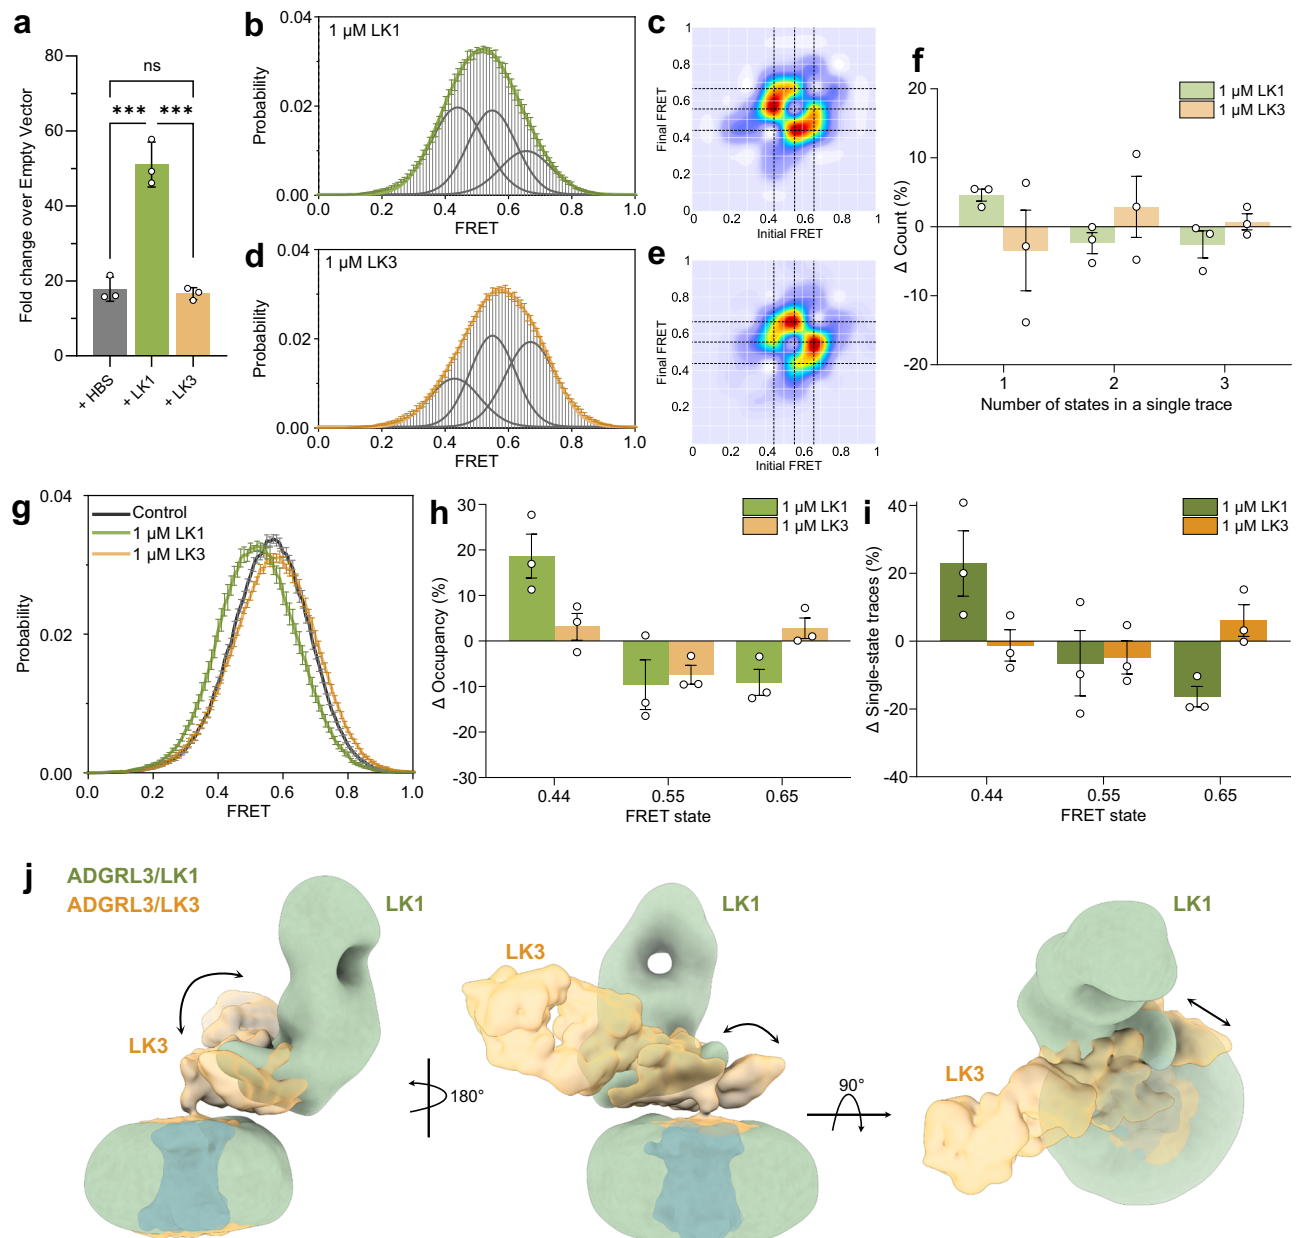 a
Fold change over Empty Vector
80
60
40
20
0
ns
***
***
+ HBS
+ LK1
+ LK3
b
1 µM LK1
Probability
0.04
0.02
0.00
0.0 0.2 0.4 0.6 0.8 1.0
FRET
c
Final FRET
1
0.8
0.6
0.4
0.2
0 0.2 0.4 0.6 1
Initial FRET
d
1 µM LK3
Probability
0.04
0.02
0.00
0.0 0.2 0.4 0.6 0.8 1.0
FRET
e
Final FRET
1
0.8
0.6
0.4
0.2
0 0.2 0.4 0.6 1
Initial FRET
f
1 µM LK1
1 µM LK3
Δ Count (%)
20
10
0
-10
-20
1 2 3
Number of states in a single trace
g
Control
1 µM LK1
1 µM LK3
Probability
0.04
0.02
0.00
0.0 0.2 0.4 0.6 0.8 1.0
FRET
h
1 µM LK1
1 µM LK3
Δ Occupancy (%)
30
20
10
0
-10
-20
-30
0.44 0.55 0.65
FRET state
i
1 µM LK1
1 µM LK3
Δ Single-state traces (%)
40
20
0
-20
-40
0.44 0.55 0.65
FRET state
j
ADGRL3/LK1
ADGRL3/LK3
LK1
LK3
180°
LK1
LK3
90°
LK1
LK3